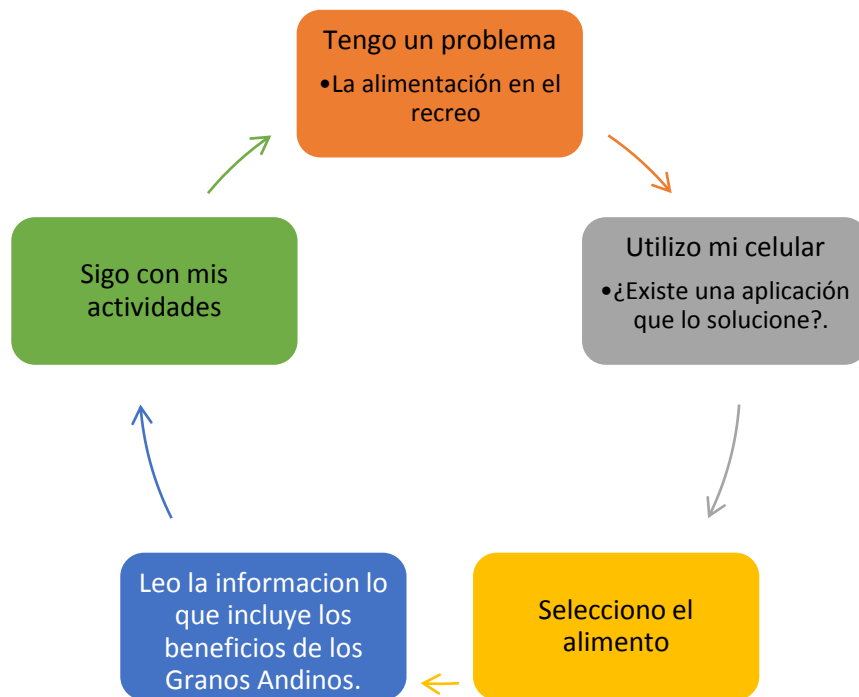 Tengo un problema
•La alimentación en el
recreo
Utilizo mi celular
•¿Existe una aplicación
que lo solucione?.
Selecciono el
alimento
Leo la informacion lo
que incluye los
beneficios de los
Granos Andinos.
Sigo con mis
actividades